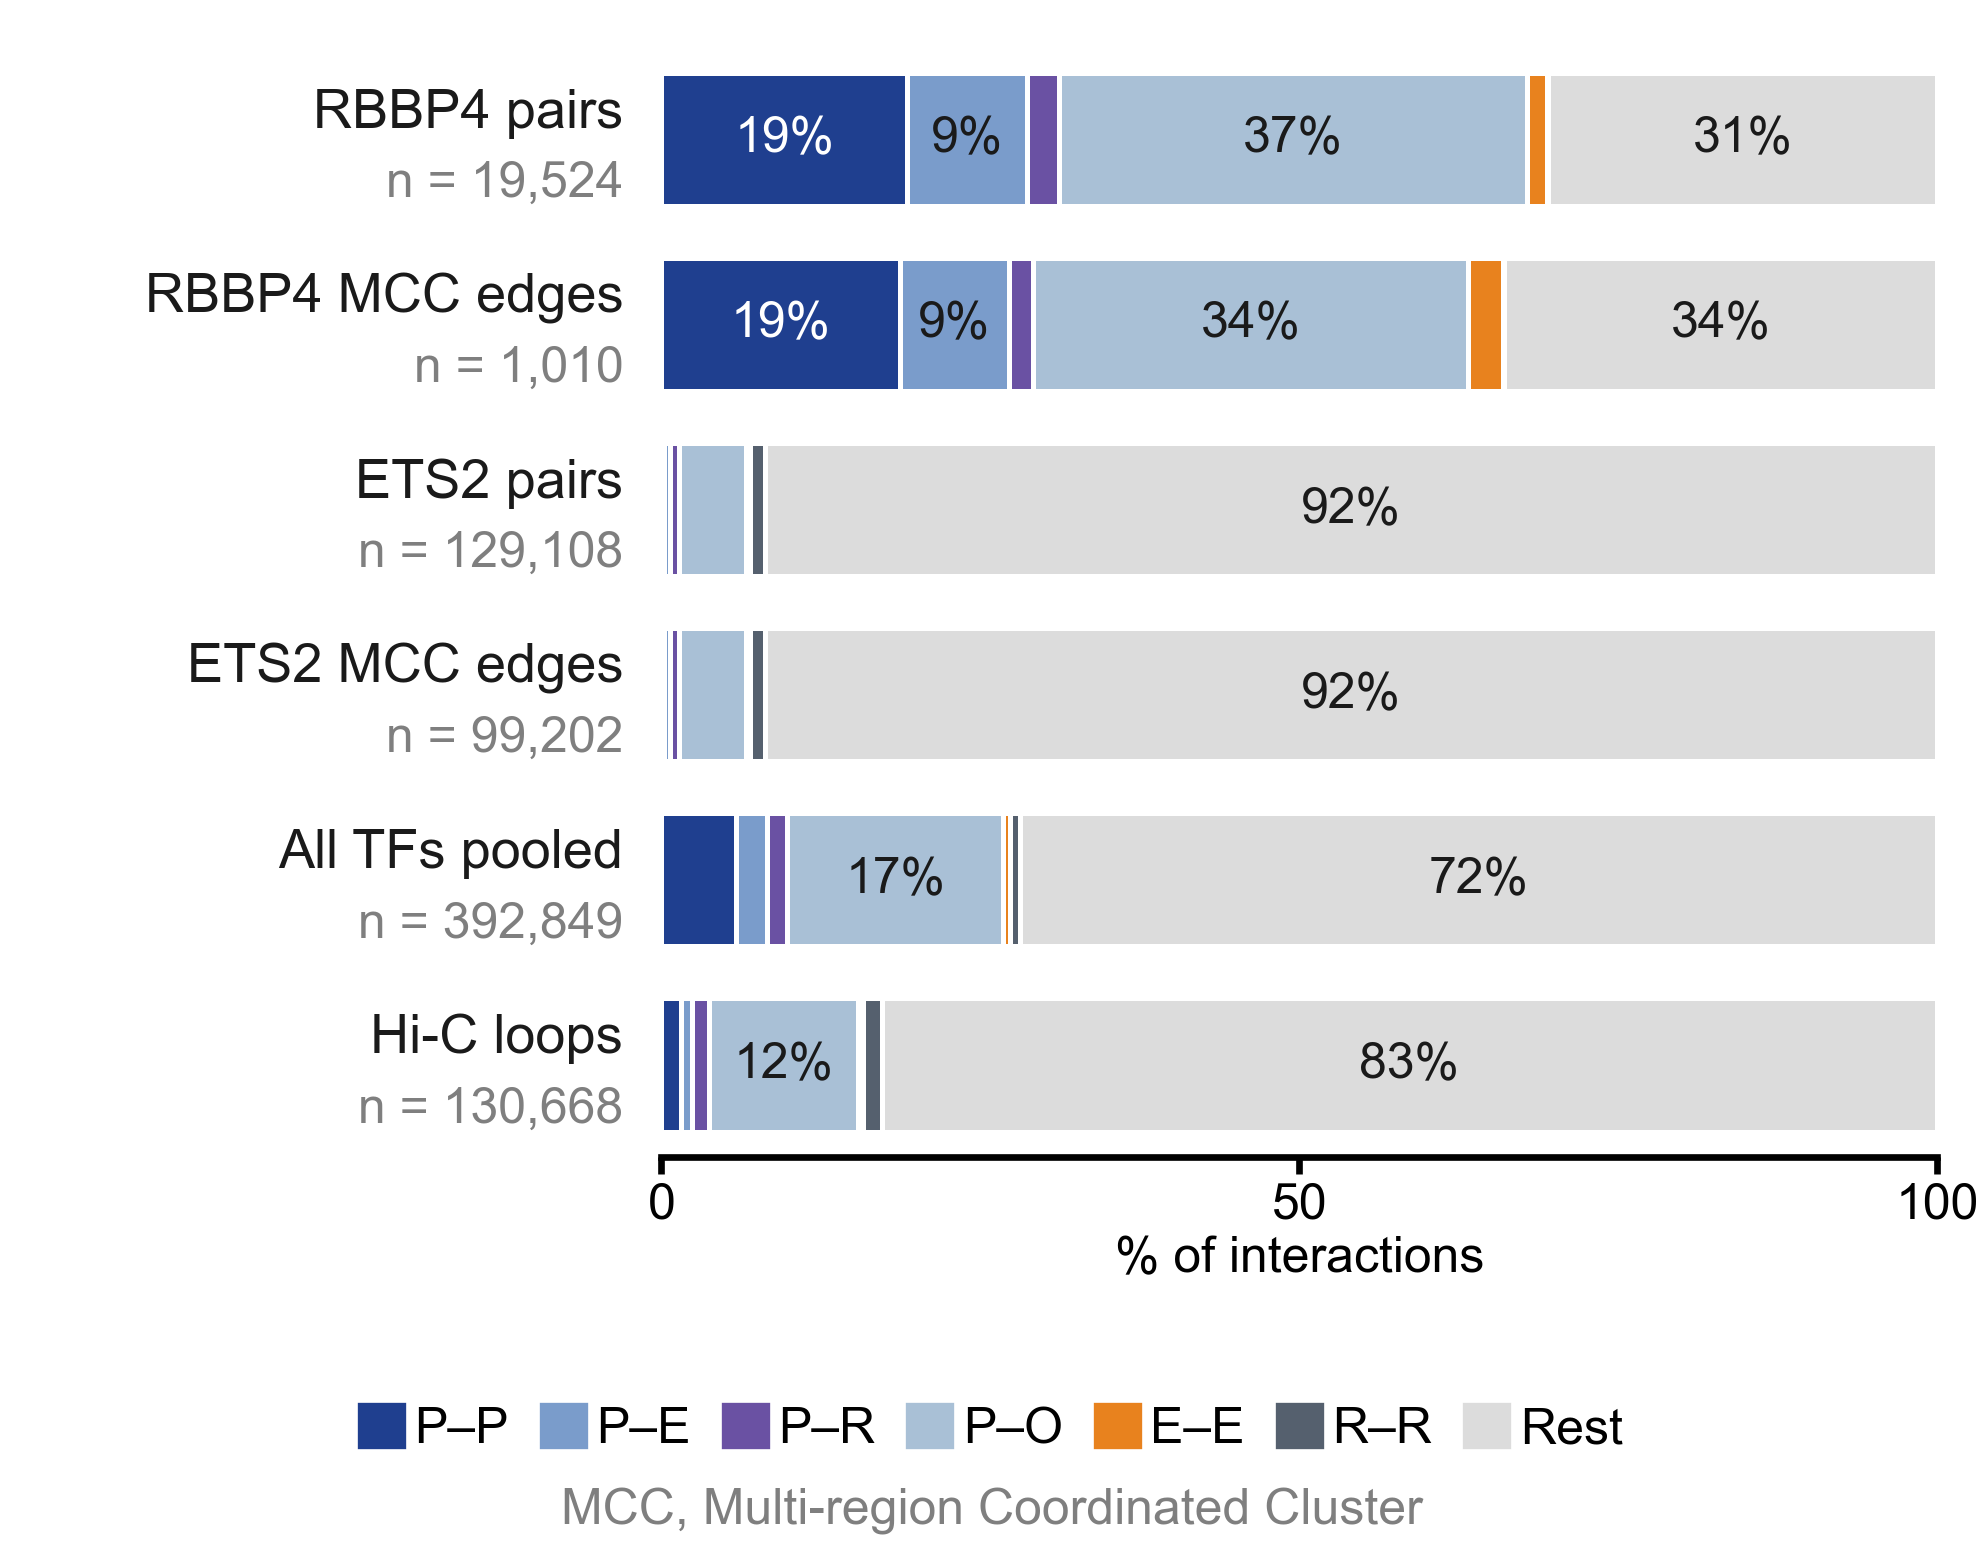 RBBP4 pairs
n = 19,524
19% 9% 37% 31%
RBBP4 MCC edges
n = 1,010
19% 9% 34% 34%
ETS2 pairs
n = 129,108
92%
ETS2 MCC edges
n = 99,202
92%
All TFs pooled
n = 392,849
17% 72%
Hi-C loops
n = 130,668
12% 83%
0 50 100
% of interactions
P–P P–E P–R P–O E–E R–R Rest
MCC, Multi-region Coordinated Cluster